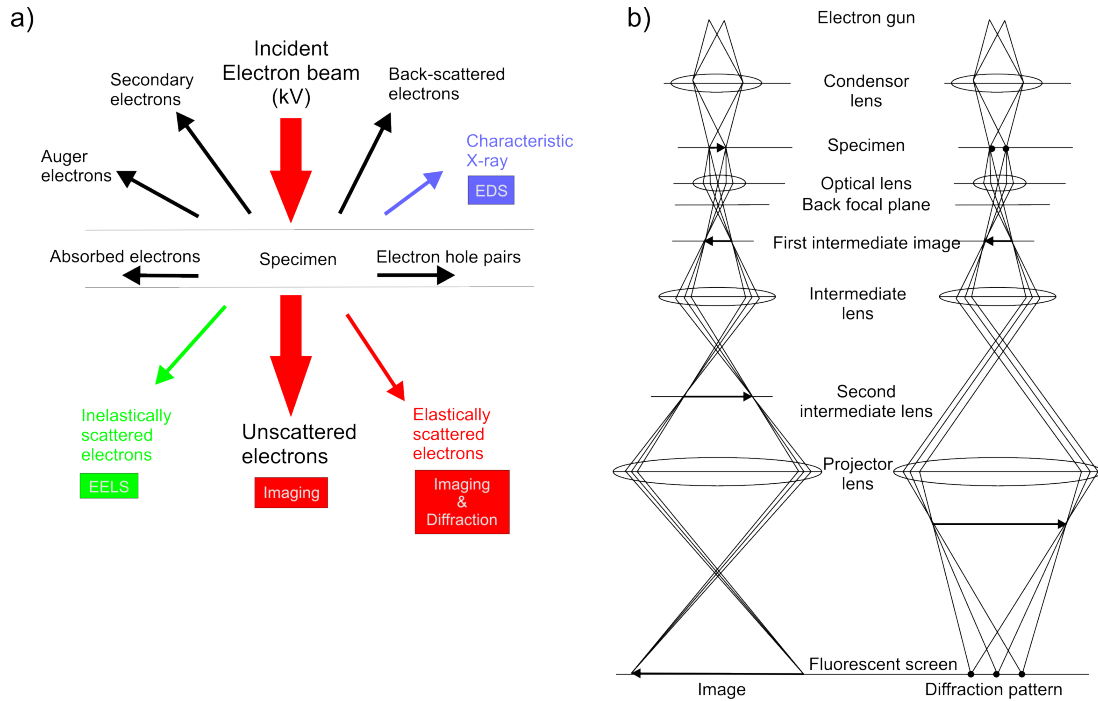 a)
Incident
Electron beam
(kV)
Secondary
electrons
Back-scattered
electrons
Auger
electrons
Characteristic
X-ray
EDS
Absorbed electrons
Specimen
Electron hole pairs
Inelastically
scattered
electrons
EELS
Unscattered
electrons
Imaging
Elastically
scattered
electrons
Imaging
&
Diffraction
b)
Electron gun
Condensor
lens
Specimen
Optical lens
Back focal plane
First intermediate image
Intermediate
lens
Second
intermediate lens
Projector
lens
Fluorescent screen
Image
Diffraction pattern